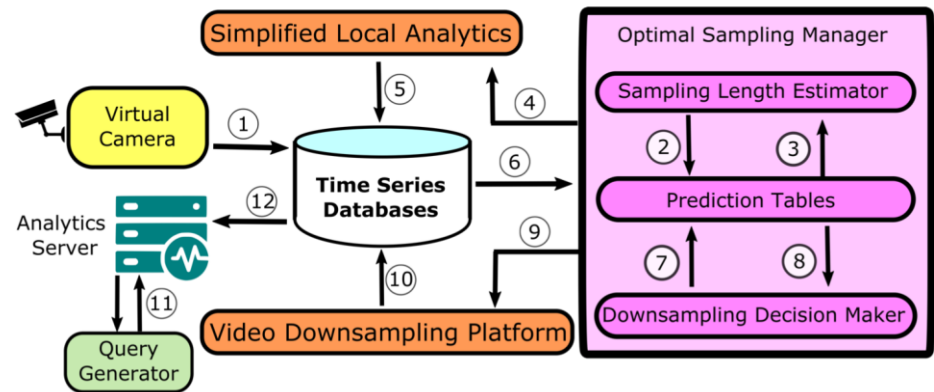 Simplified Local Analytics
Optimal Sampling Manager
Sampling Length Estimator
Virtual
Camera
1
5
4
2
3
Time Series
Databases
6
Prediction Tables
Analytics
Server
12
9
7
8
11
10
Video Downsampling Platform
Downsampling Decision Maker
Query
Generator